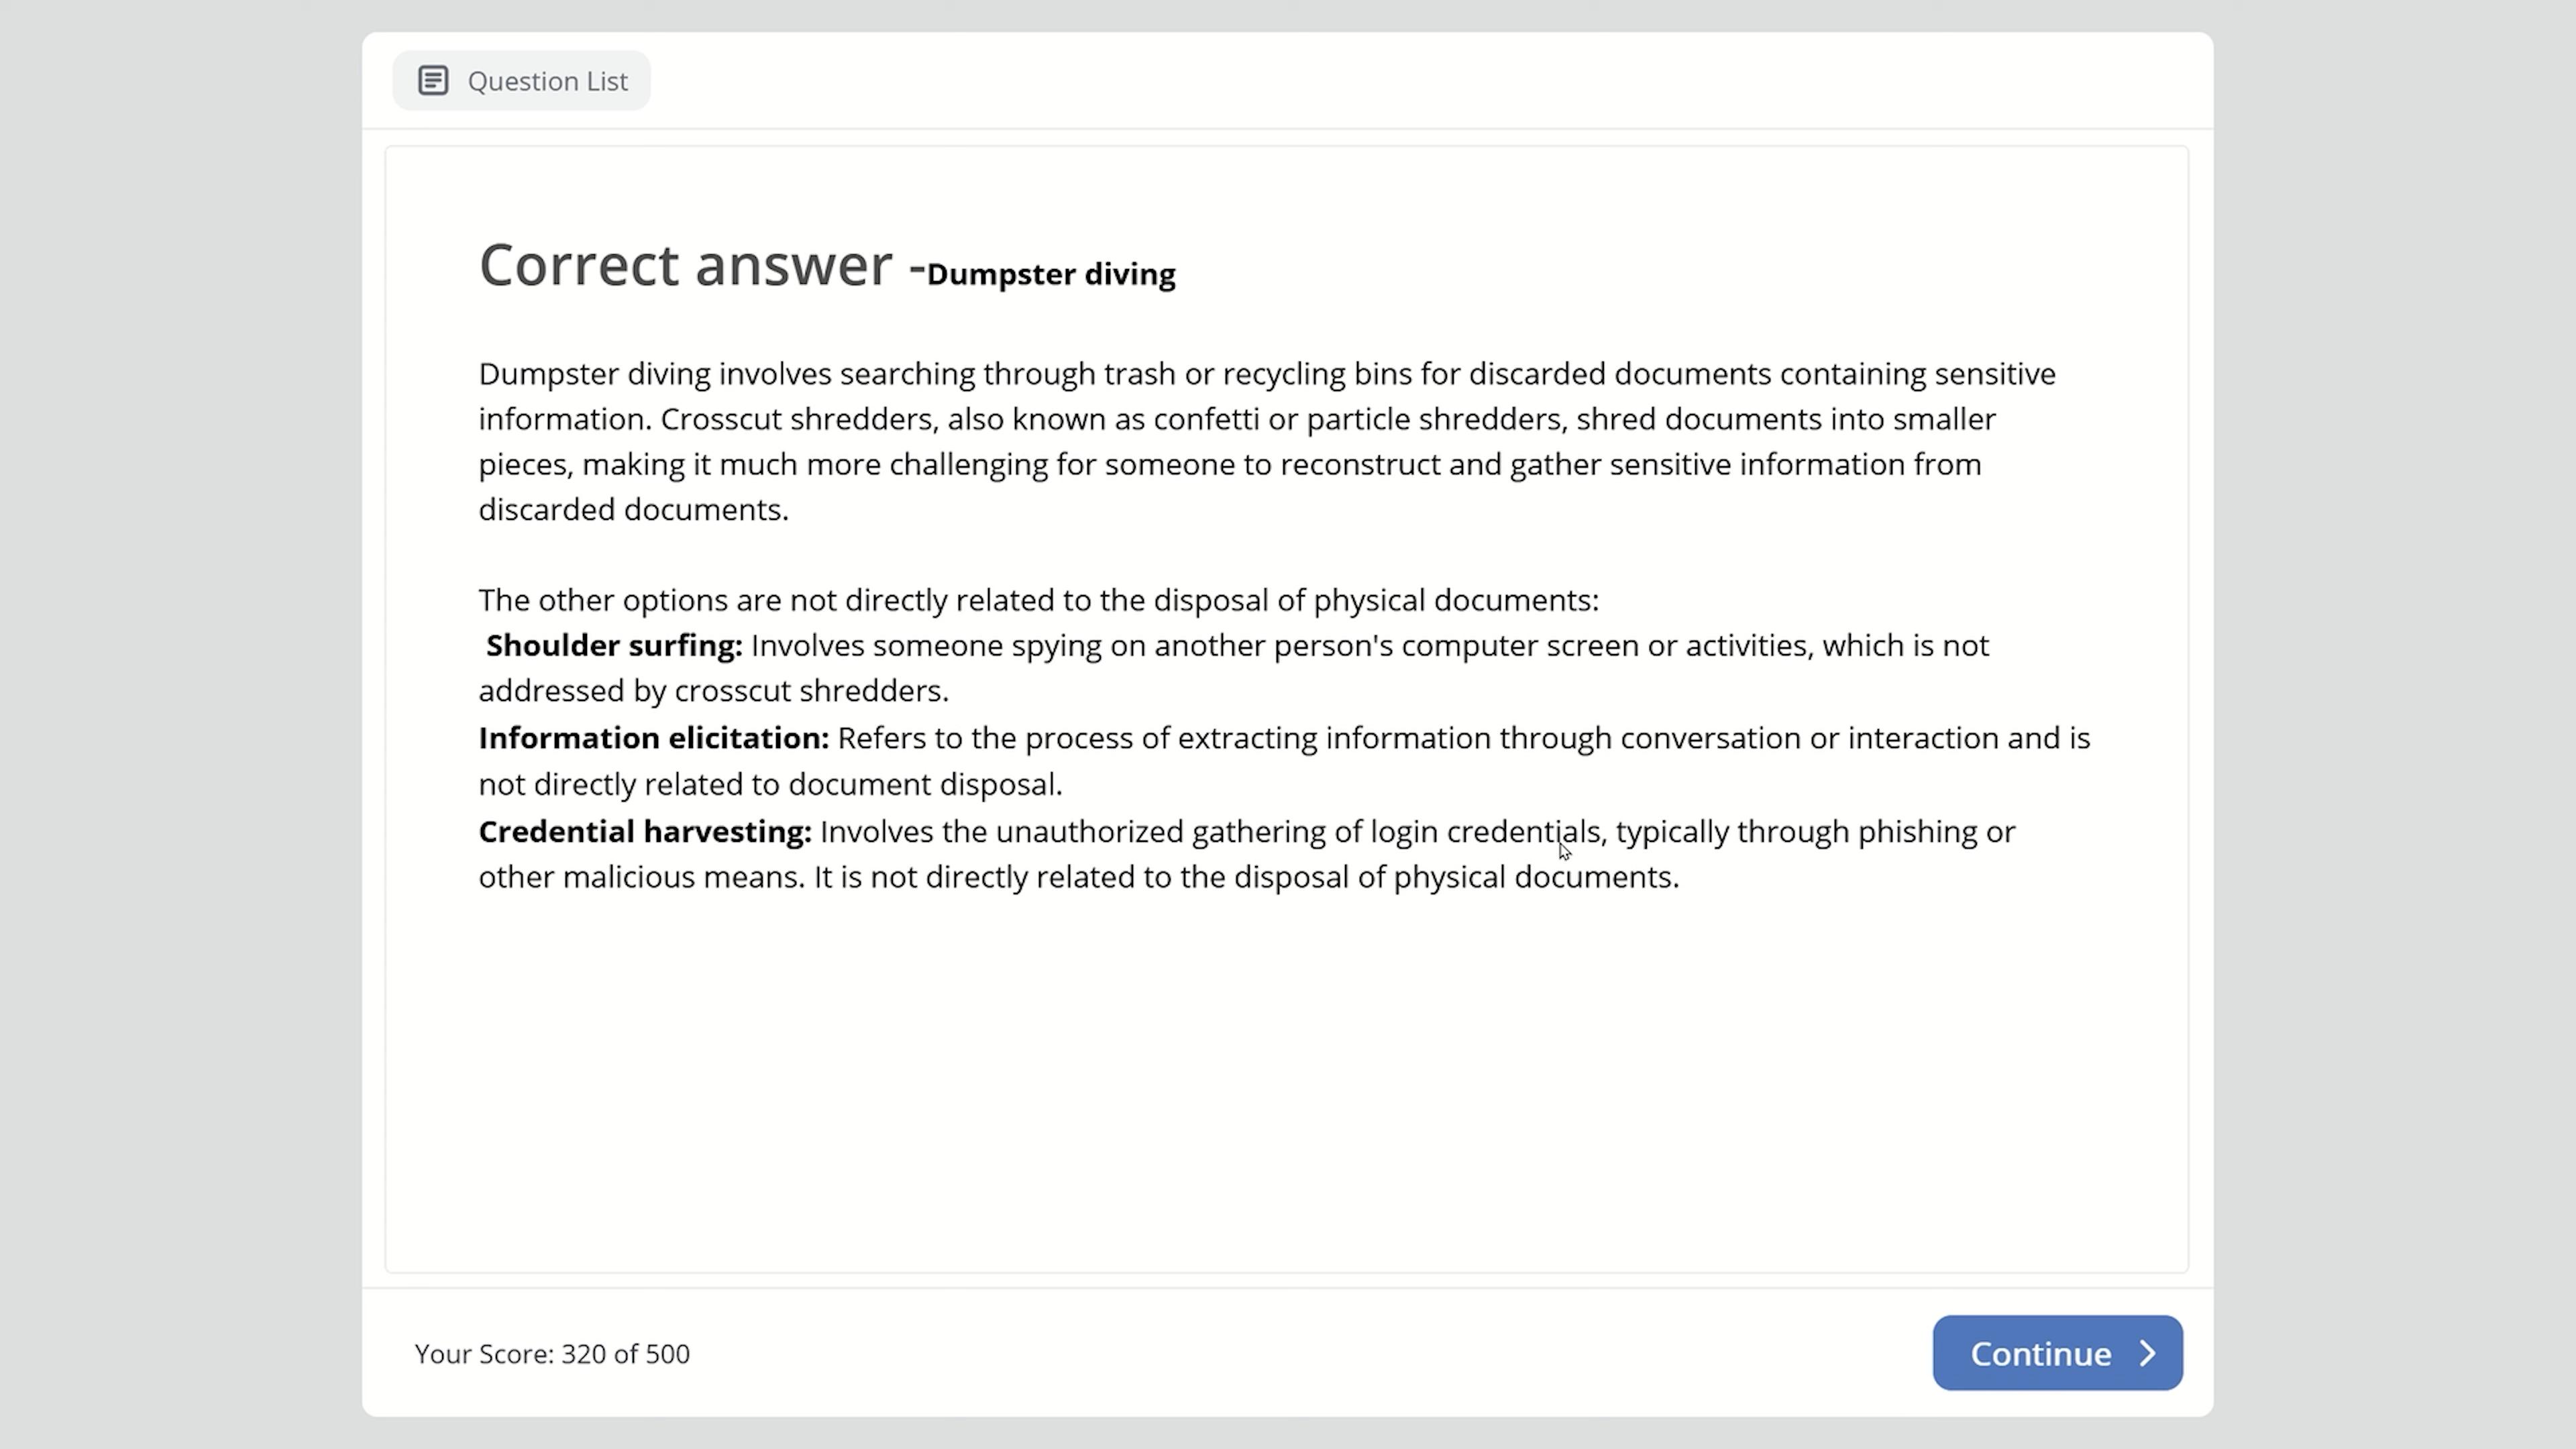 Question List
Correct answer -Dumpster diving
Dumpster diving involves searching through trash or recycling bins for discarded documents containing sensitive
information. Crosscut shredders, also known as confetti or particle shredders, shred documents into smaller
pieces, making it much more challenging for someone to reconstruct and gather sensitive information from
discarded documents.
The other options are not directly related to the disposal of physical documents:
Shoulder surfing: Involves someone spying on another person's computer screen or activities, which is not
addressed by crosscut shredders.
Information elicitation: Refers to the process of extracting information through conversation or interaction and is
not directly related to document disposal.
Credential harvesting: Involves the unauthorized gathering of login credentials, typically through phishing or
other malicious means. It is not directly related to the disposal of physical documents.
Your Score: 320 of 500
Continue